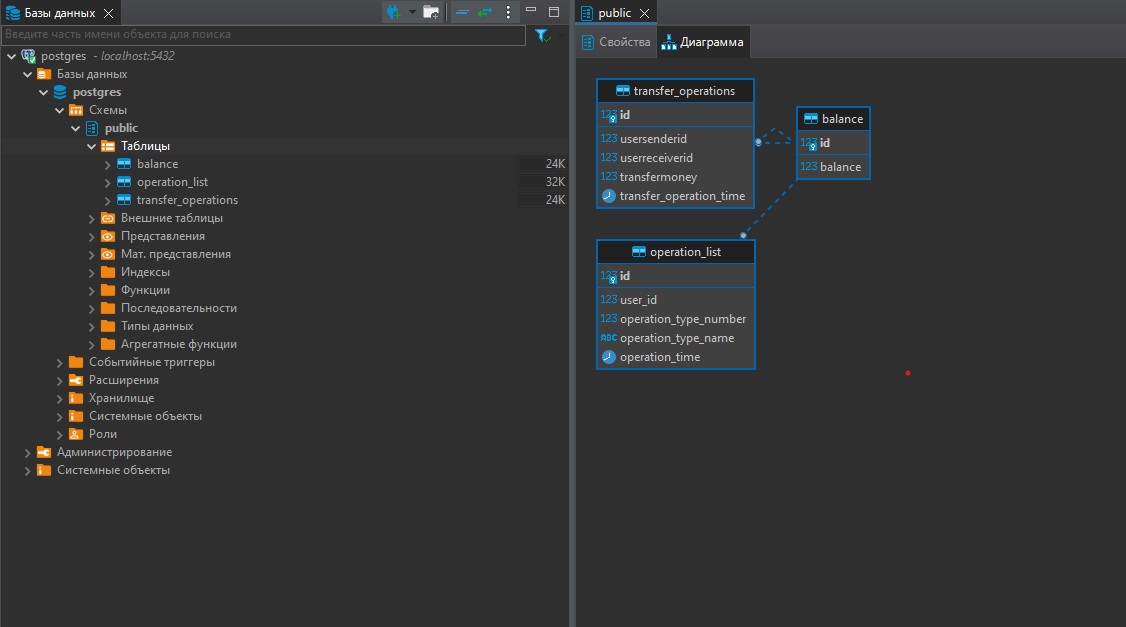 Базы данных
Введите часть имени объекта для поиска
postgres - localhost:5432
Базы данных
postgres
Схемы
public
Таблицы
balance 24K
operation_list 32K
transfer_operations 24K
Внешние таблицы
Представления
Мат. представления
Индексы
Функции
Последовательности
Типы данных
Агрегатные функции
Событийные триггеры
Расширения
Хранилище
Системные объекты
Роли
Администрирование
Системные объекты
public
Свойства Диаграмма
transfer_operations
123 id
123 usersenderid
123 userreceiverid
123 transfermoney
transfer_operation_time
balance
123 id
123 balance
operation_list
123 id
123 user_id
123 operation_type_number
ABC operation_type_name
operation_time